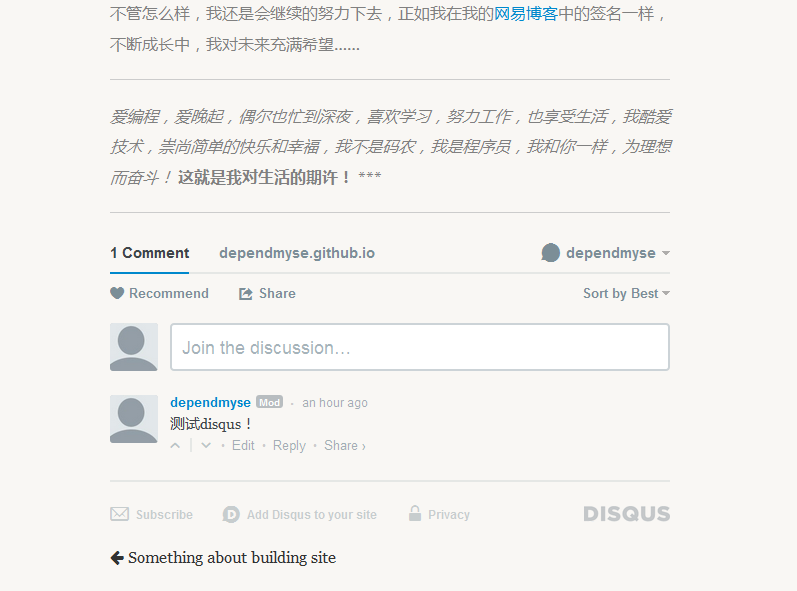 不管怎么样，我还是会继续的努力下去，正如我在我的网易博客中的签名一样，
不断成长中，我对未来充满希望......
爱编程，爱晚起，偶尔也忙到深夜，喜欢学习，努力工作，也享受生活，我酷爱
技术，崇尚简单的快乐和幸福，我不是码农，我是程序员，我和你一样，为理想
而奋斗！这就是我对生活的期许！ ***
1 Comment dependmyse.github.io dependmyse
Recommend Share Sort by Best
Join the discussion…
dependmyse Mod · an hour ago
测试disqus！
· Edit · Reply · Share ›
Subscribe Add Disqus to your site Privacy DISQUS
Something about building site